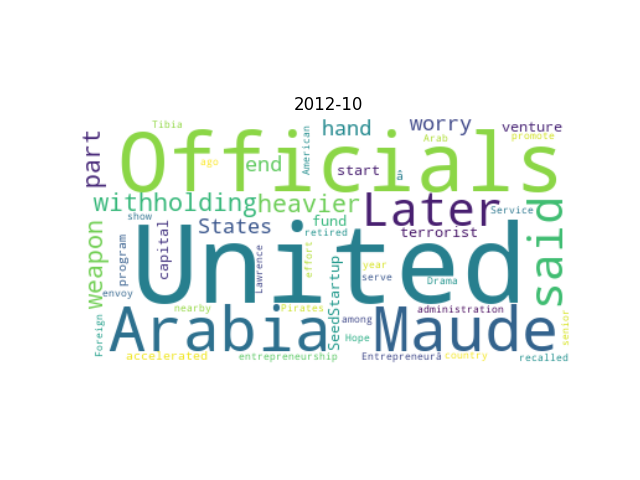 2012-10
Tibia
hand
worry
venture
part
Officials
American
Arab
promote
ago
end
start
â
withholding
heavier
Later
Service
said
show
States
fund
retired
terrorist
weapon
program
capital
United
Lawrence
effort
year
serve
Drama
envoy
nearby
Pirates
SeedStartup
among
administration
senior
Foreign
Arabia
Hope
Maude
accelerated
entrepreneurship
Entrepreneurâ
country
recalled